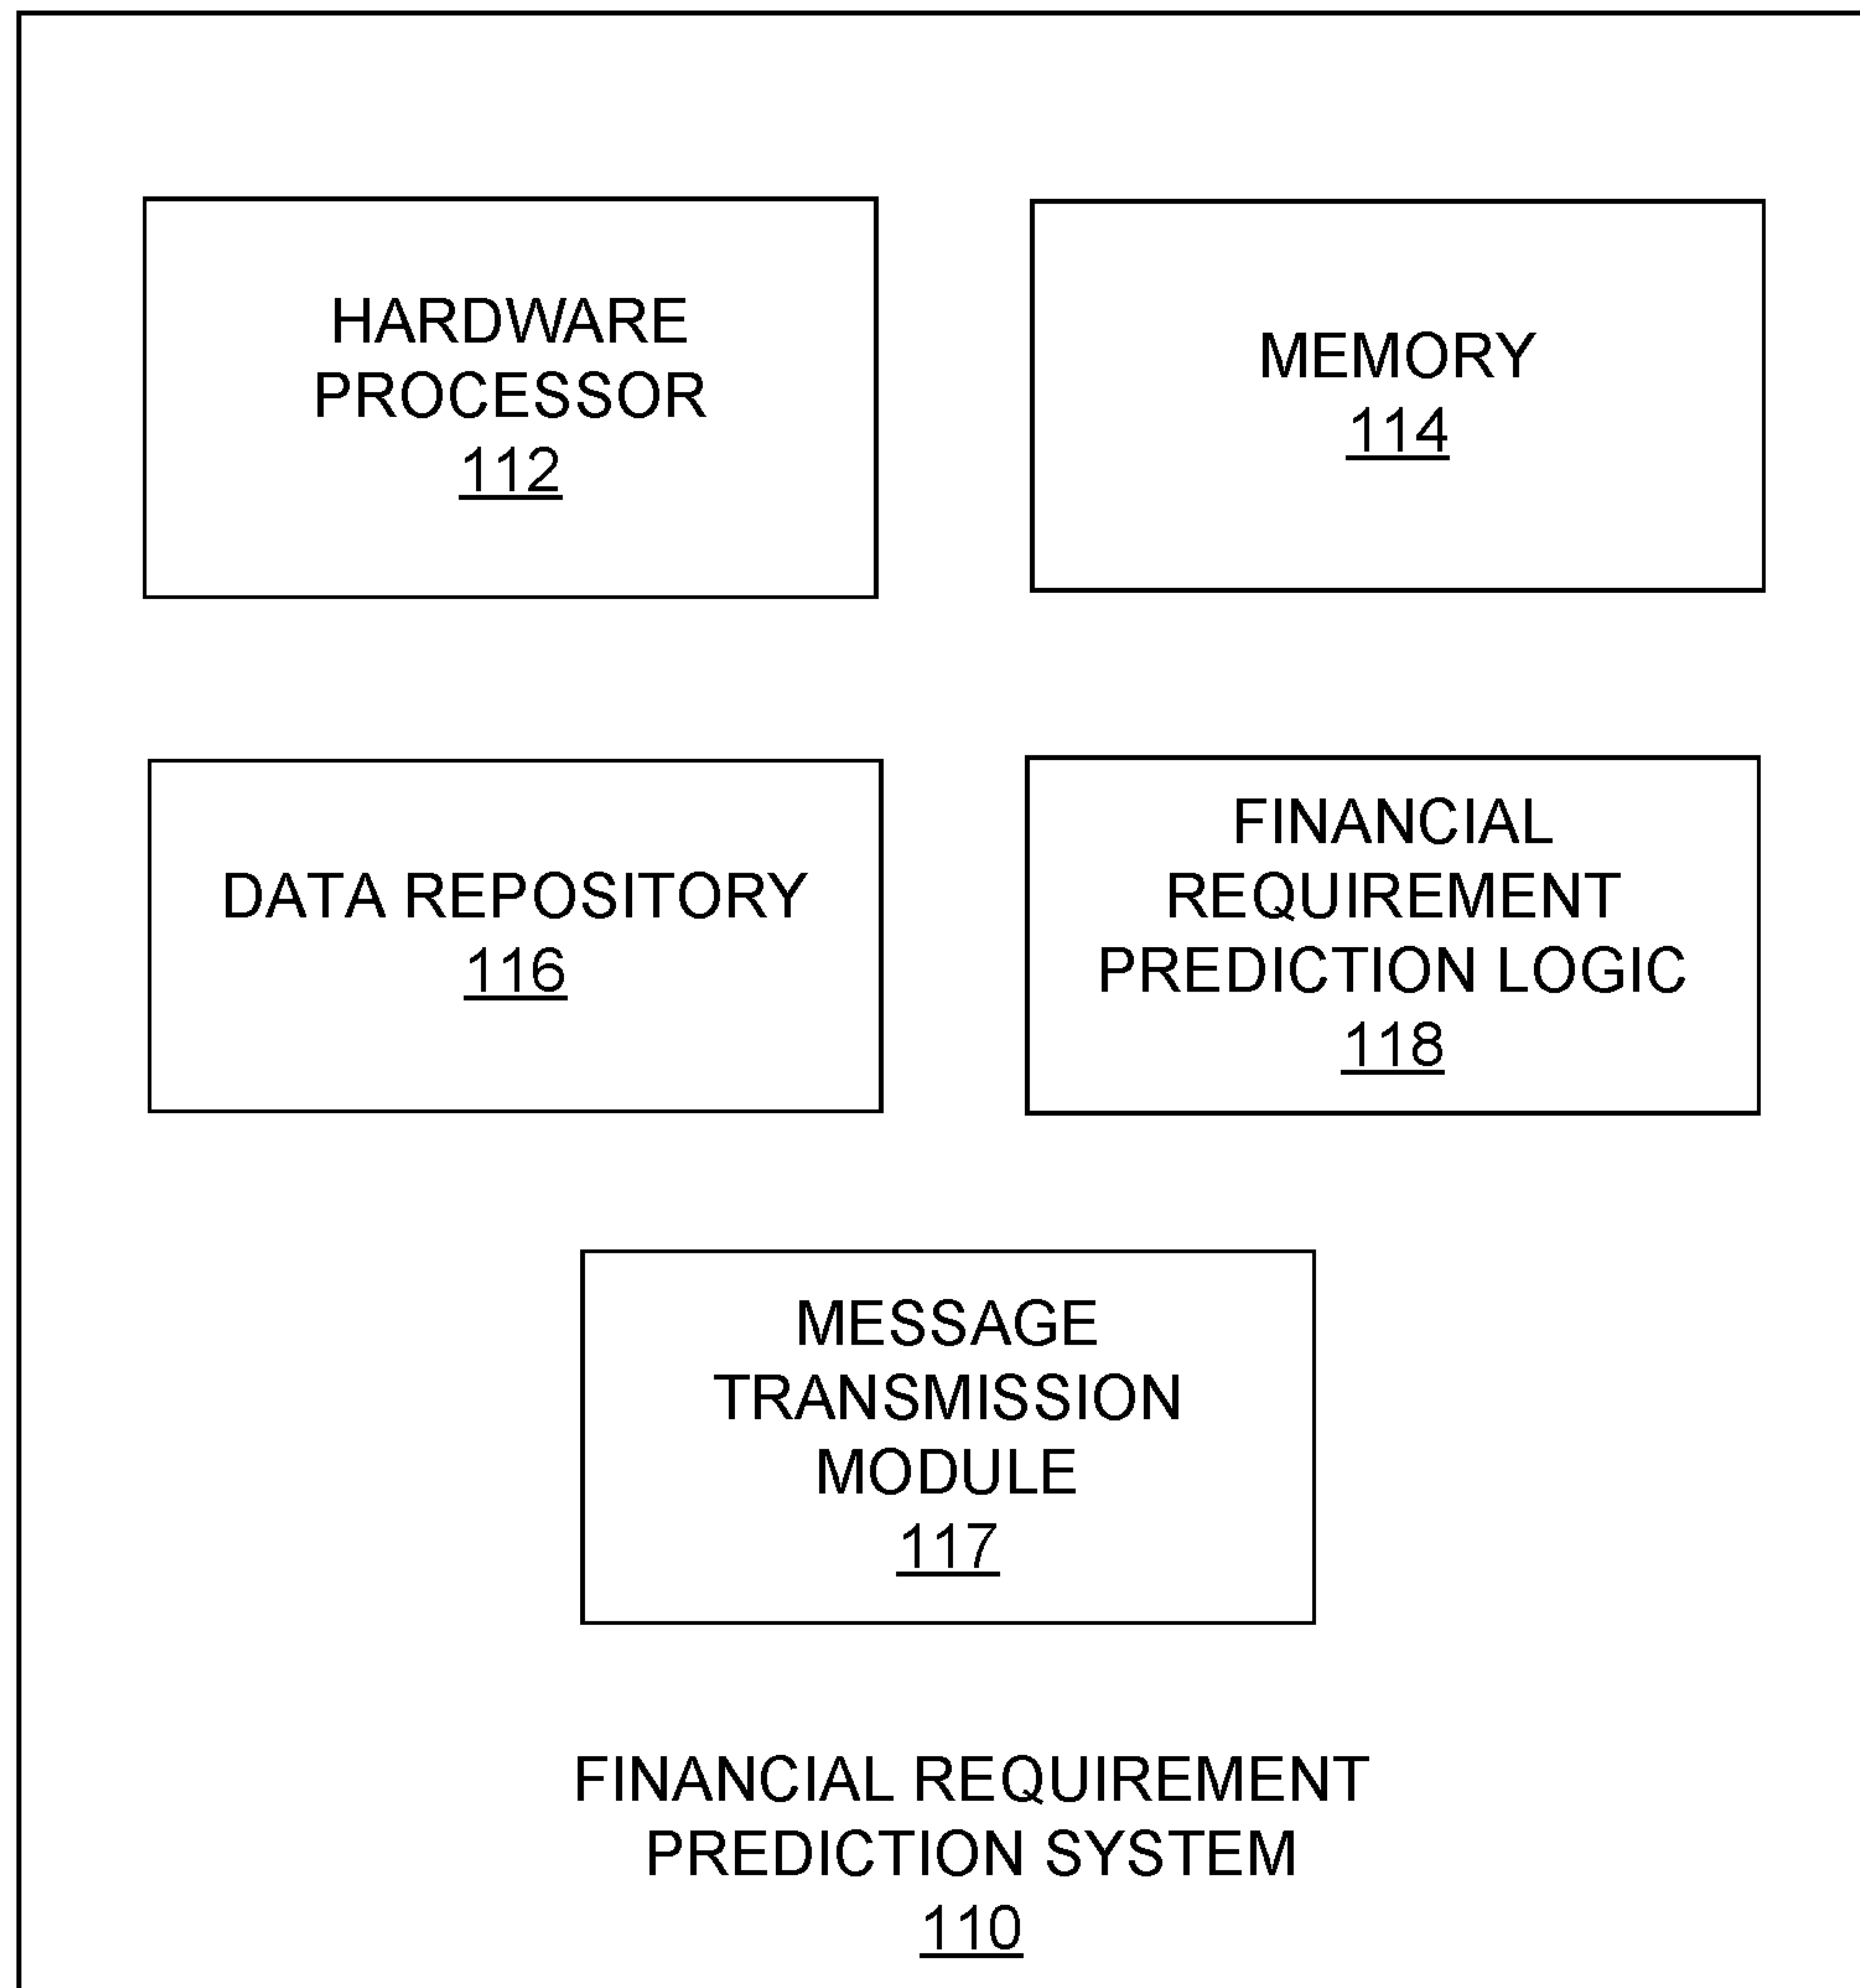 HARDWARE
PROCESSOR
112
MEMORY
114
DATA REPOSITORY
116
FINANCIAL
REQUIREMENT
PREDICTION LOGIC
118
MESSAGE
TRANSMISSION
MODULE
117
FINANCIAL REQUIREMENT
PREDICTION SYSTEM
110